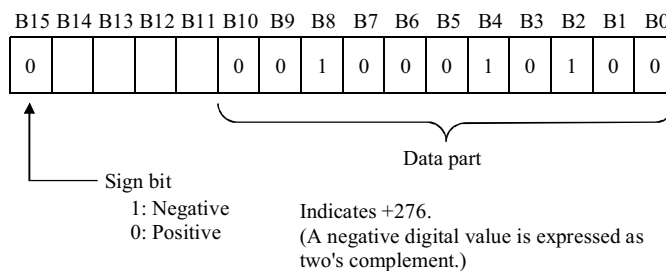 B15 B14 B13 B12 B11 B10 B9 B8 B7 B6 B5 B4 B3 B2 B1 B0
0 0 0 1 0 0 0 1 0 1 0 0
Data part
Sign bit
1: Negative
0: Positive
Indicates +276.
(A negative digital value is expressed as
two's complement.)